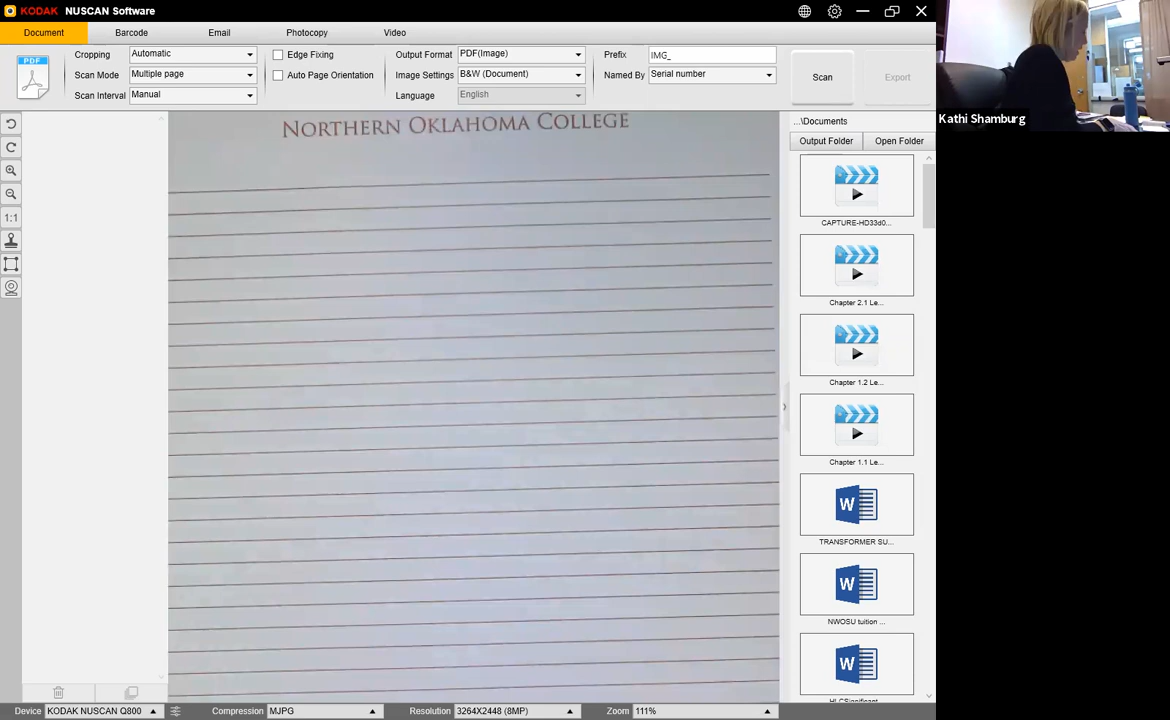 KODAK NUSCAN Software
Document Barcode Email Photocopy Video
Cropping Automatic Edge Fixing Output Format PDF(Image) Prefix IMG_
Scan Mode Multiple page Auto Page Orientation Image Settings B&W (Document) Named By Serial number
Scan Interval Manual Language English
Scan Export
PDF
Kathi Shamburg
1:1
NORTHERN OKLAHOMA COLLEGE
...\Documents
Output Folder Open Folder
CAPTURE-HD33d0...
Chapter 2.1 Le...
Chapter 1.2 Le...
Chapter 1.1 Le...
TRANSFORMER SU...
NWOSU tuition ...
Device KODAK NUSCAN Q800 Compression MJPG Resolution 3264X2448 (8MP) Zoom 111%